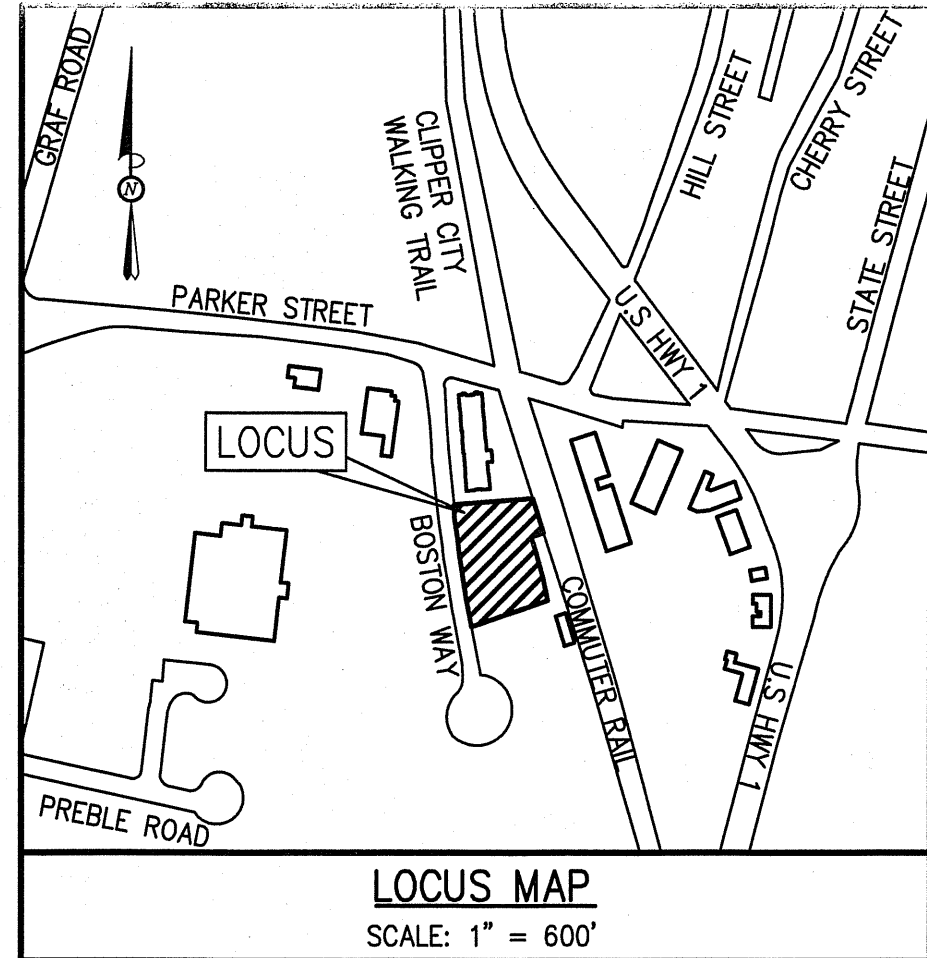 GRAF ROAD
CLIPPER CITY
WALKING TRAIL
HILL STREET
CHERRY STREET
STATE STREET
N
PARKER STREET
U.S HWY 1
LOCUS
BOSTON WAY
COMMUTER RAIL
U.S HWY 1
PREBLE ROAD
LOCUS MAP
SCALE: 1" = 600'